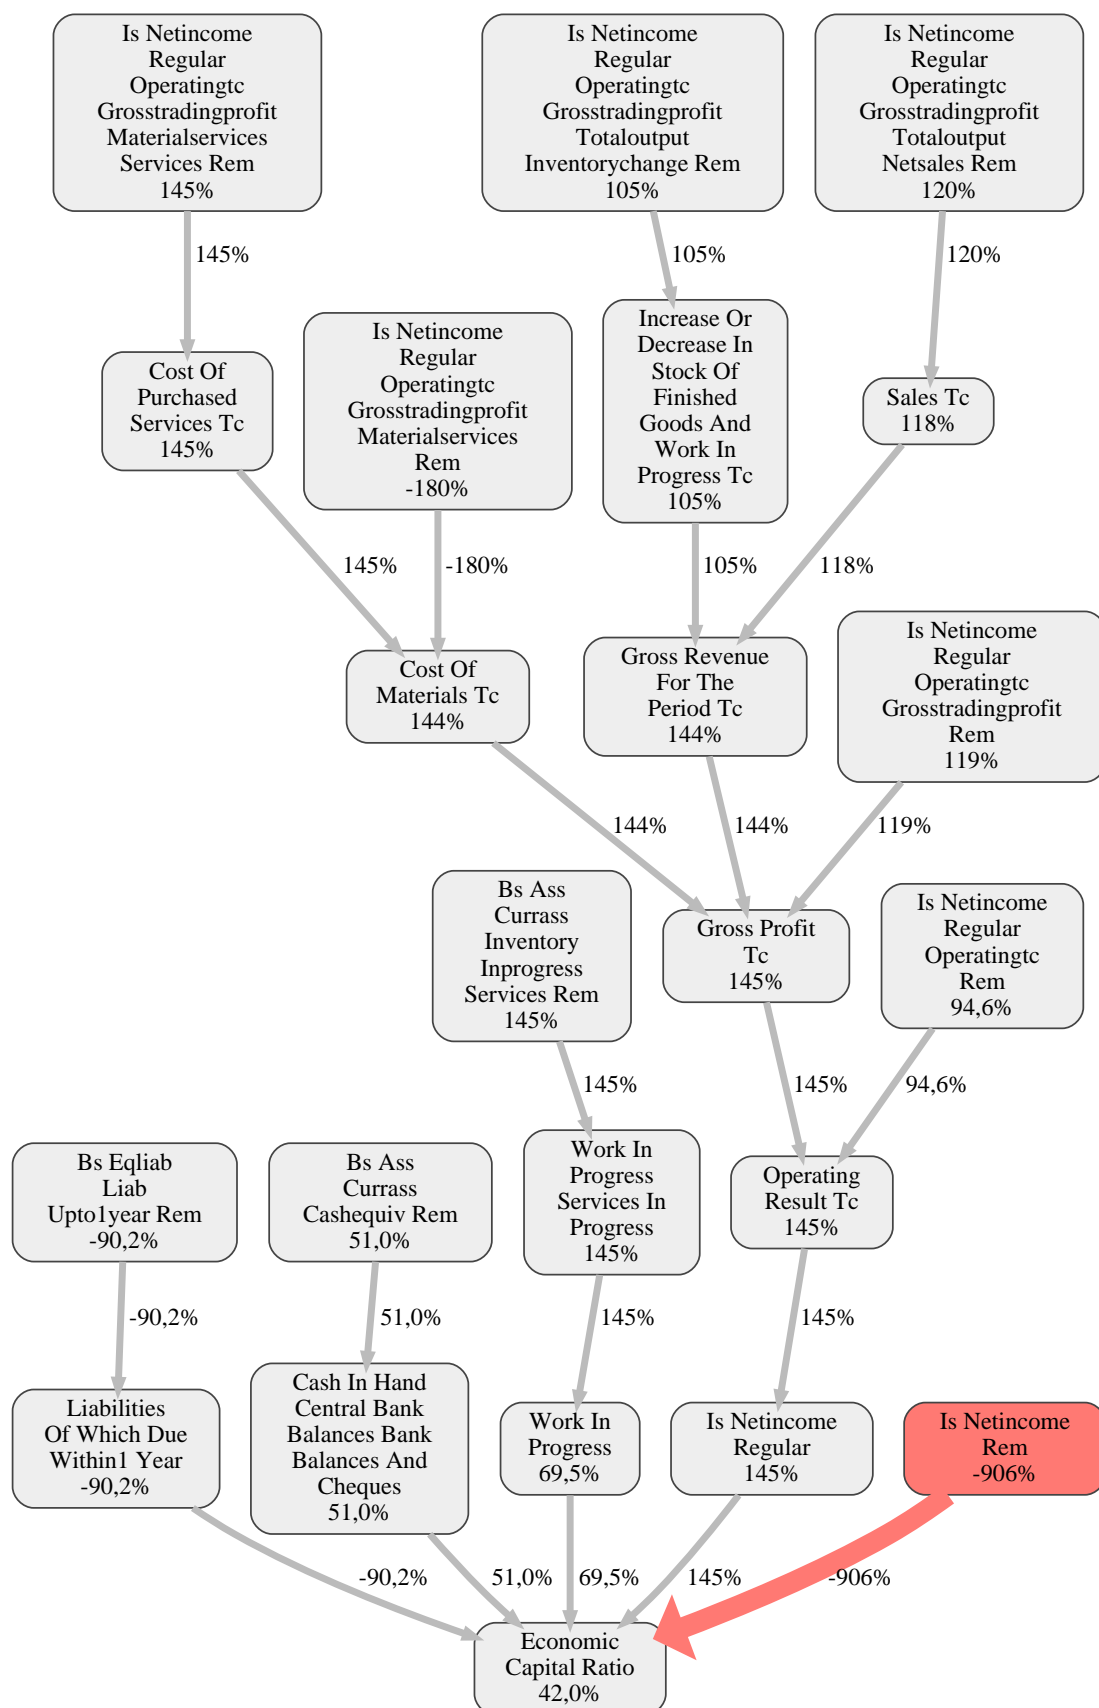 Is Netincome
Regular
Operatingtc
Grosstradingprofit
Materialservices
Services Rem
145%
Is Netincome
Regular
Operatingtc
Grosstradingprofit
Totaloutput
Inventorychange Rem
105%
Is Netincome
Regular
Operatingtc
Grosstradingprofit
Totaloutput
Netsales Rem
120%
145%
105%
120%
Cost Of
Purchased
Services Tc
145%
Is Netincome
Regular
Operatingtc
Grosstradingprofit
Materialservices
Rem
-180%
Increase Or
Decrease In
Stock Of
Finished
Goods And
Work In
Progress Tc
105%
Sales Tc
118%
145%
-180%
105%
118%
Cost Of
Materials Tc
144%
Gross Revenue
For The
Period Tc
144%
Is Netincome
Regular
Operatingtc
Grosstradingprofit
Rem
119%
144%
144%
119%
Bs Ass
Currass
Inventory
Inprogress
Services Rem
145%
Gross Profit
Tc
145%
Is Netincome
Regular
Operatingtc
Rem
94,6%
145%
145%
94,6%
Bs Eqliab
Liab
Upto1year Rem
-90,2%
Bs Ass
Currass
Cashequiv Rem
51,0%
Work In
Progress
Services In
Progress
145%
Operating
Result Tc
145%
-90,2%
51,0%
145%
145%
Liabilities
Of Which Due
Within1 Year
-90,2%
Cash In Hand
Central Bank
Balances Bank
Balances And
Cheques
51,0%
Work In
Progress
69,5%
Is Netincome
Regular
145%
Is Netincome
Rem
-906%
-90,2%
51,0%
69,5%
145%
-906%
Economic
Capital Ratio
42,0%